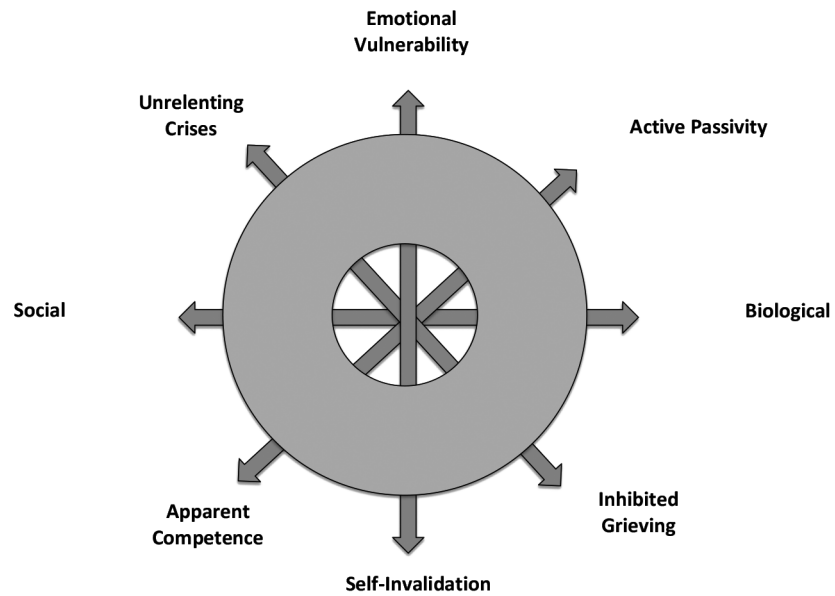 Emotional
Vulnerability
Unrelenting
Crises
Active Passivity
Social
Biological
Apparent
Competence
Inhibited
Grieving
Self-Invalidation